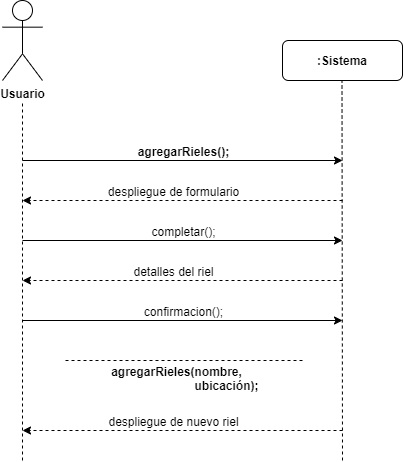 :Sistema
Usuario
agregarRieles();
despliegue de formulario
completar();
detalles del riel
confirmacion();
agregarRieles(nombre,
ubicación);
despliegue de nuevo riel